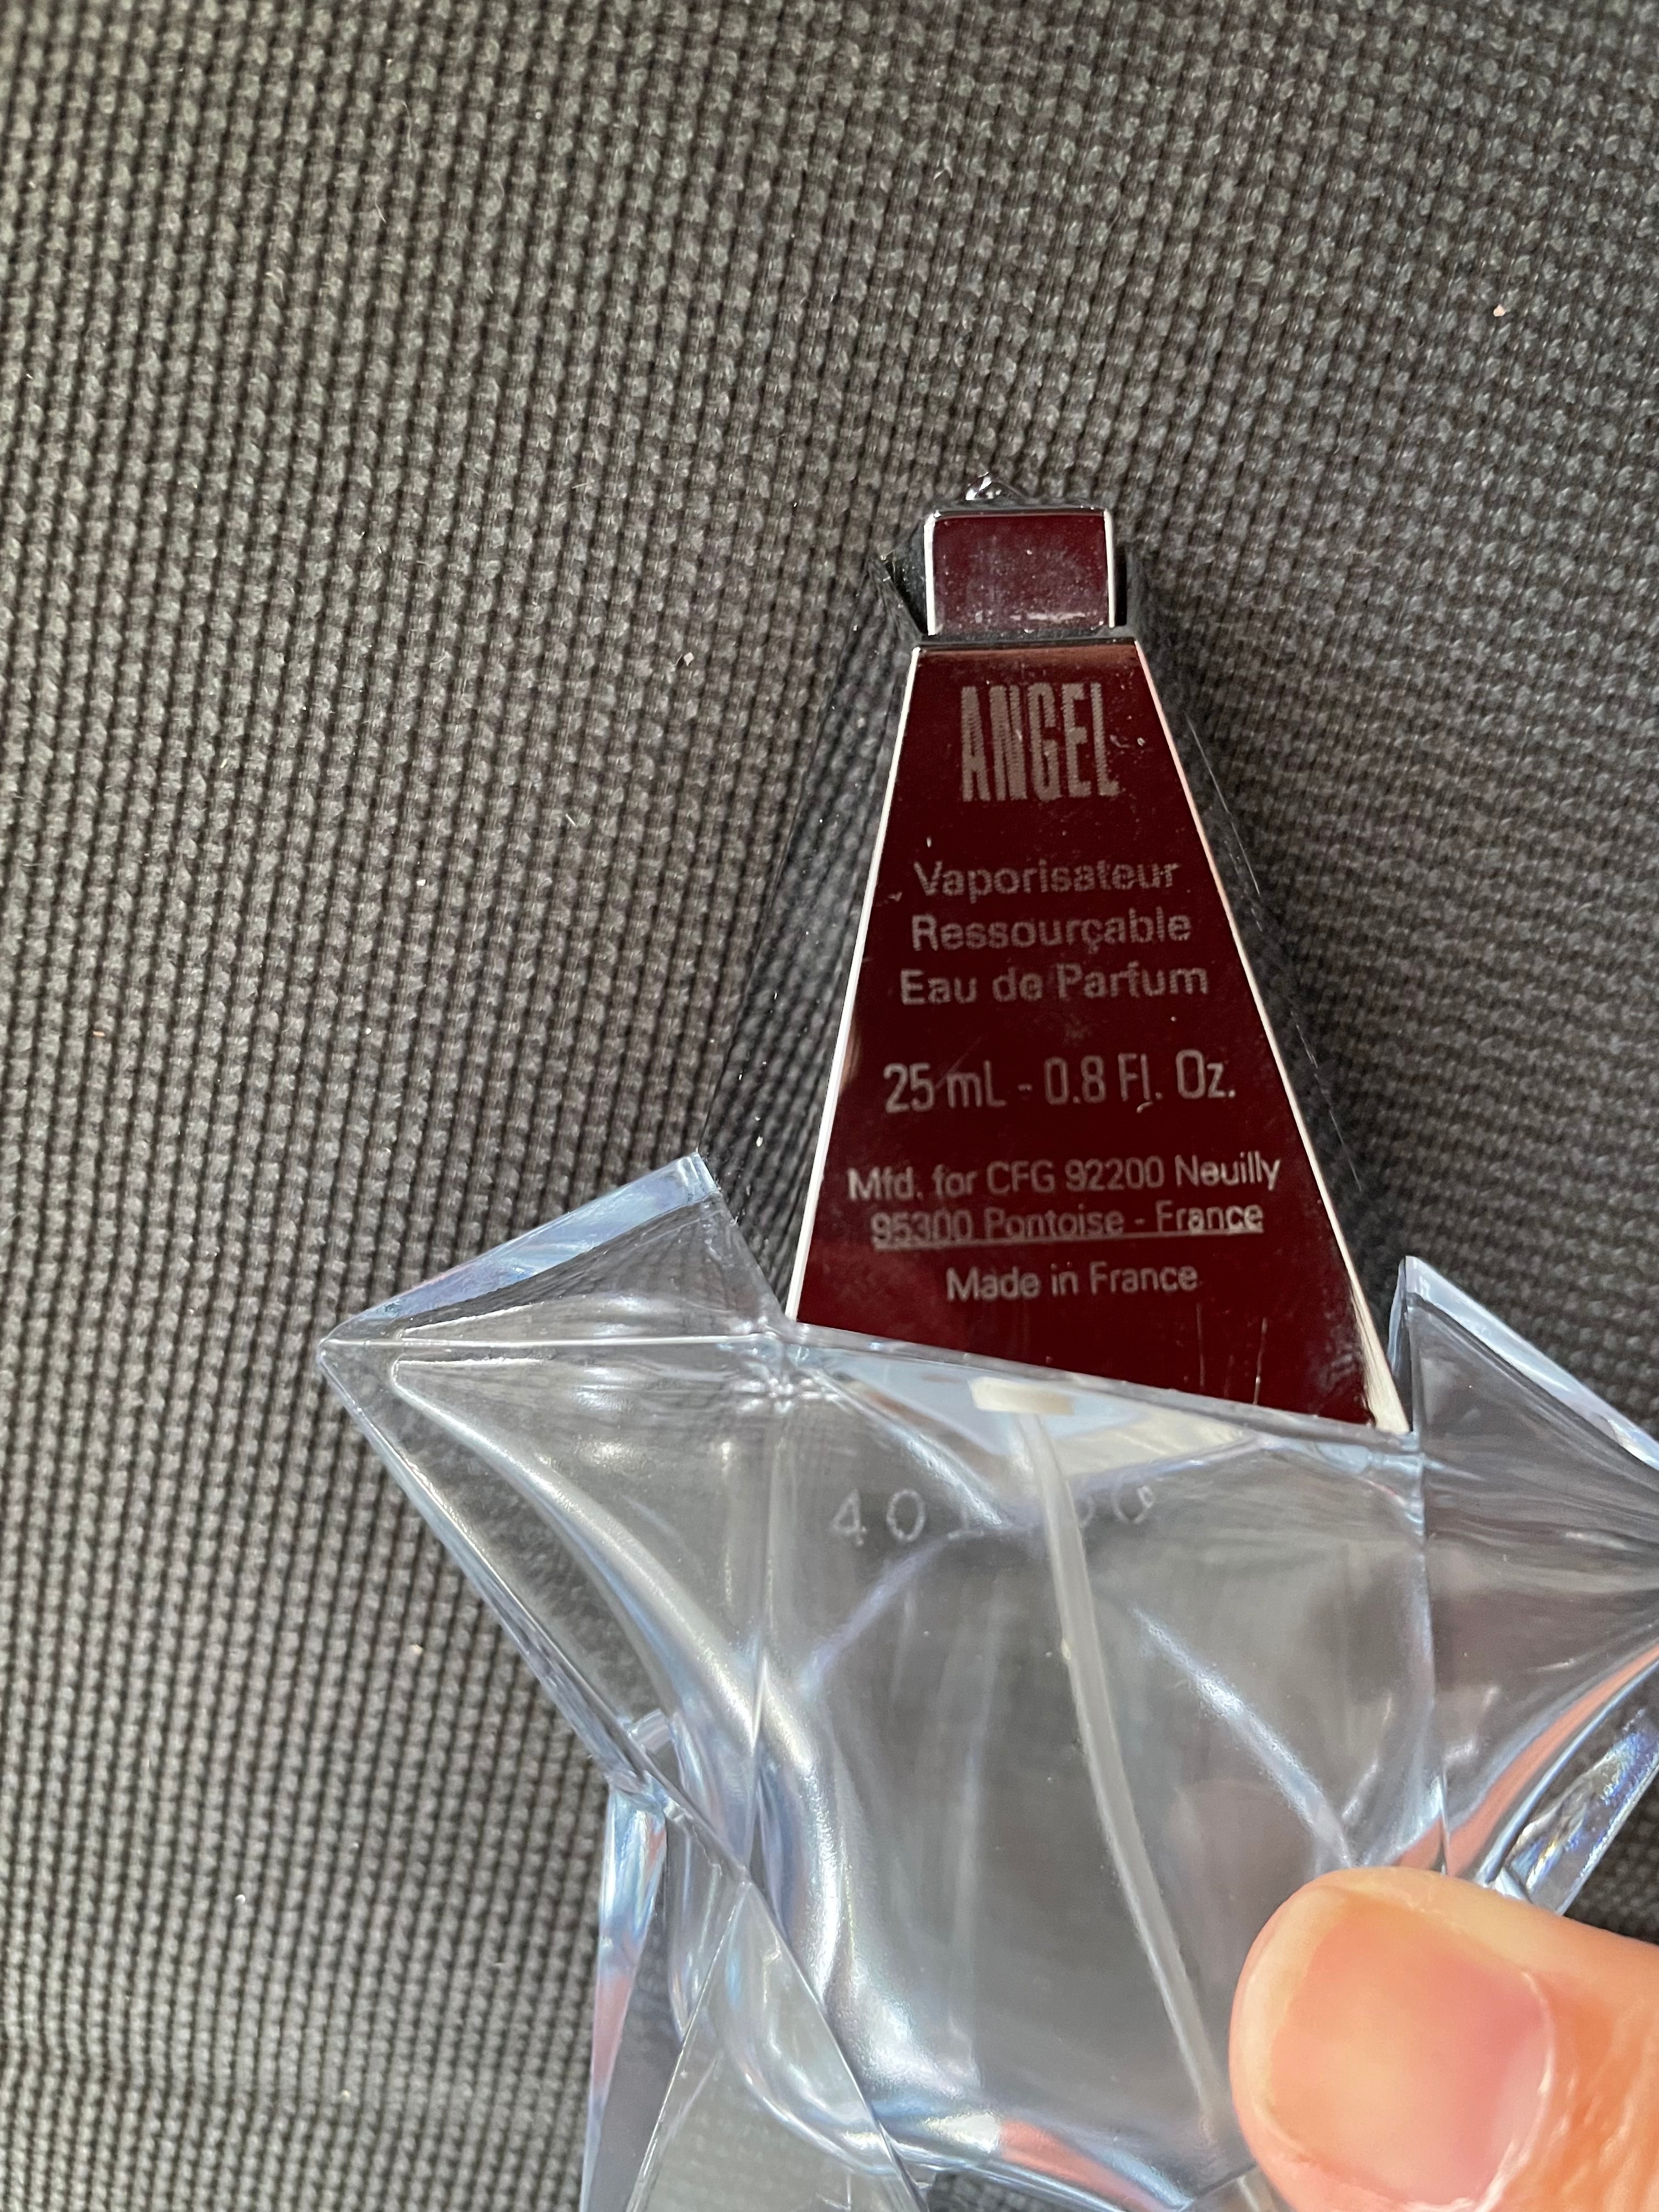 ANGEL
Vaporisateur
Ressourçable
Eau de Parfum
25 mL - 0.8 Fl. Oz.
Mfd. for CFG 92200 Neuilly
95300 Pontoise - France
Made in France